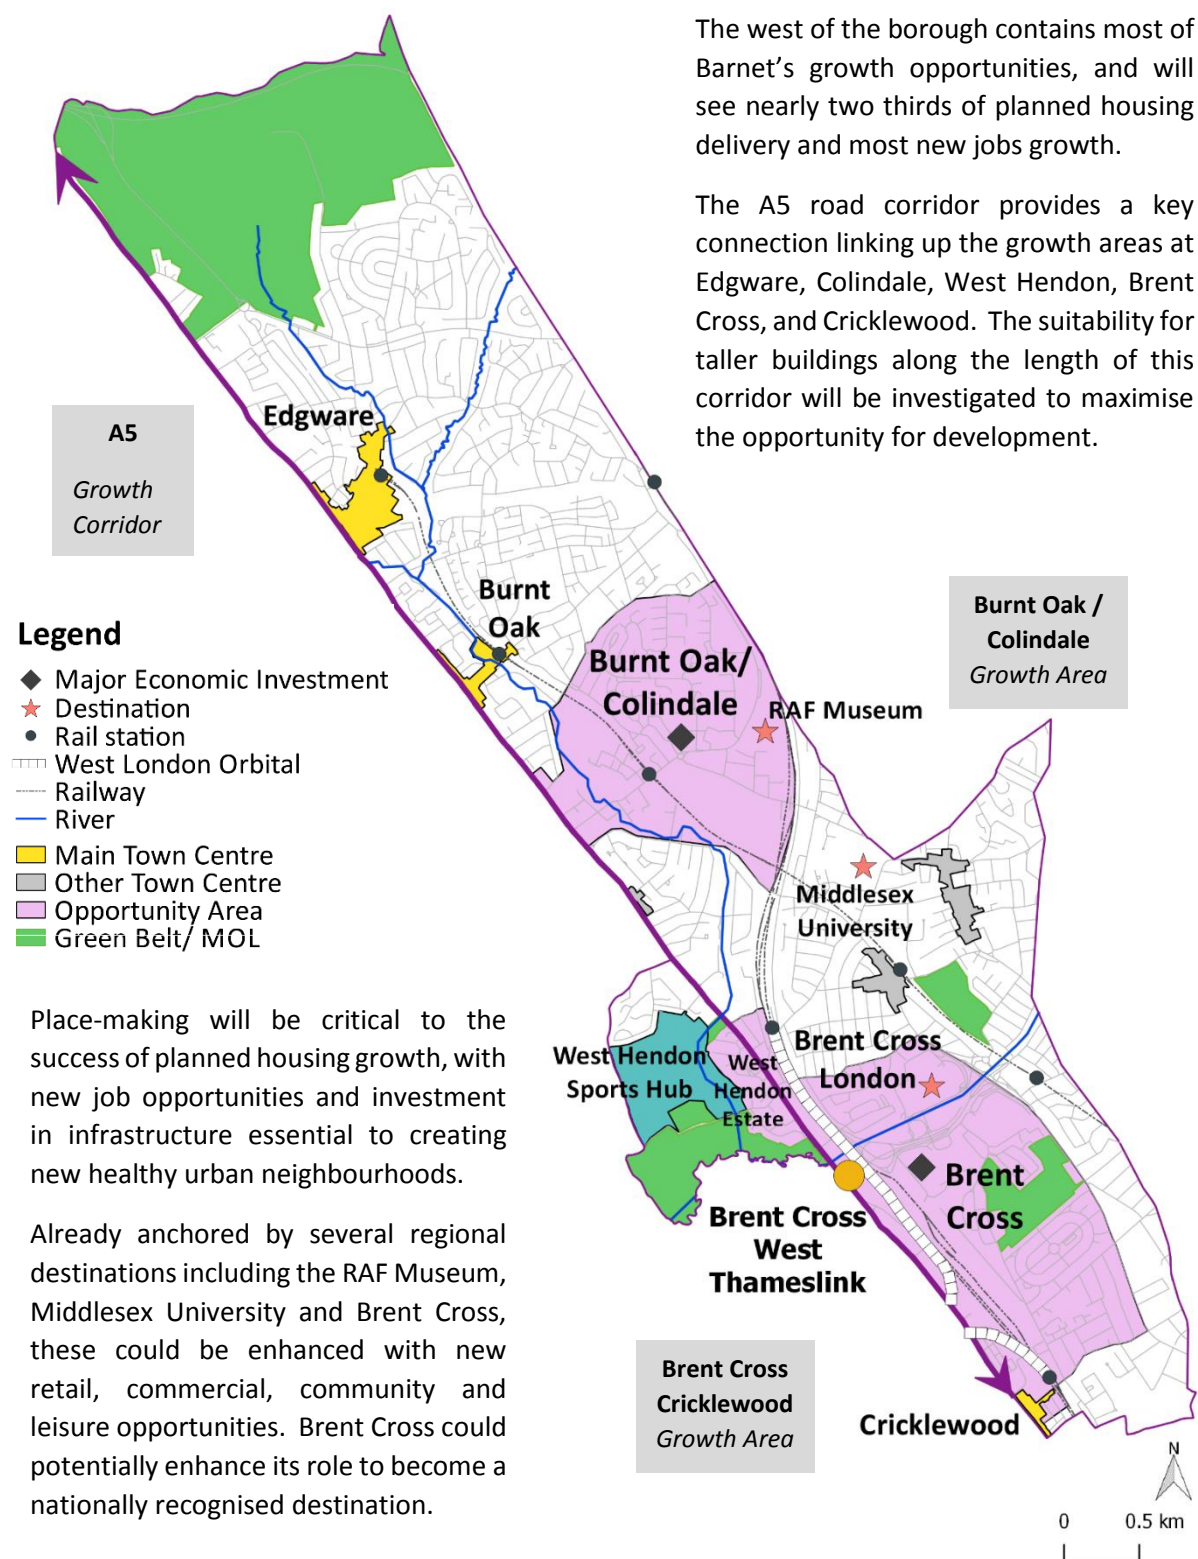 The west of the borough contains most of
Barnet's growth opportunities, and will
see nearly two thirds of planned housing
delivery and most new jobs growth.
The A5 road corridor provides a key
connection linking up the growth areas at
Edgware, Colindale, West Hendon, Brent
Cross, and Cricklewood. The suitability for
taller buildings along the length of this
corridor will be investigated to maximise
the opportunity for development.
Edgware
A5
Growth
Corridor
Burnt
Oak
Burnt Oak /
Colindale
Growth Area
Legend
Major Economic Investment
Destination
Rail station
West London Orbital
Railway
River
Main Town Centre
Other Town Centre
Opportunity Area
Green Belt/ MOL
Burnt Oak/
Colindale
RAF Museum
Middlesex
University
West Hendon
Sports Hub
West
Hendon
Estate
Brent Cross
London
Brent
Cross
Brent Cross
West
Thameslink
Place-making will be critical to the
success of planned housing growth, with
new job opportunities and investment
in infrastructure essential to creating
new healthy urban neighbourhoods.
Already anchored by several regional
destinations including the RAF Museum,
Middlesex University and Brent Cross,
these could be enhanced with new
retail, commercial, community and
leisure opportunities. Brent Cross could
potentially enhance its role to become a
nationally recognised destination.
Brent Cross
Cricklewood
Growth Area
Cricklewood
N
0 0.5 km